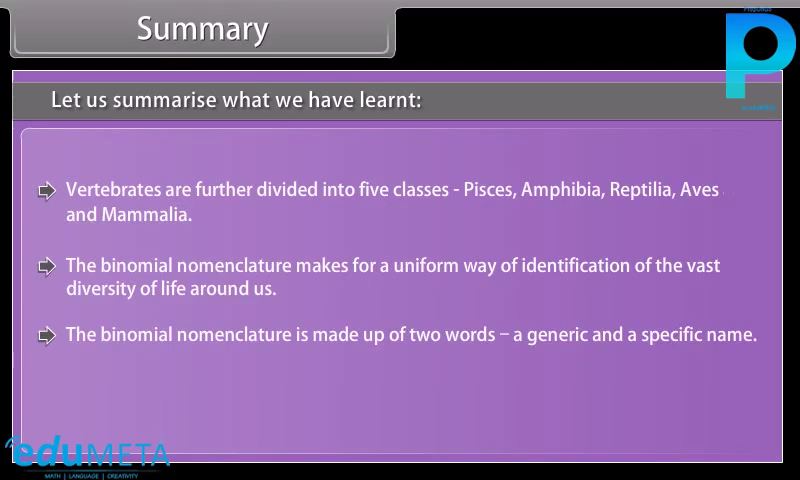 Summary
Let us summarise what we have learnt:
Vertebrates are further divided into five classes - Pisces, Amphibia, Reptilia, Aves
and Mammalia.
The binomial nomenclature makes for a uniform way of identification of the vast
diversity of life around us.
The binomial nomenclature is made up of two words – a generic and a specific name.
eduMETA
MATH | LANGUAGE | CREATIVITY